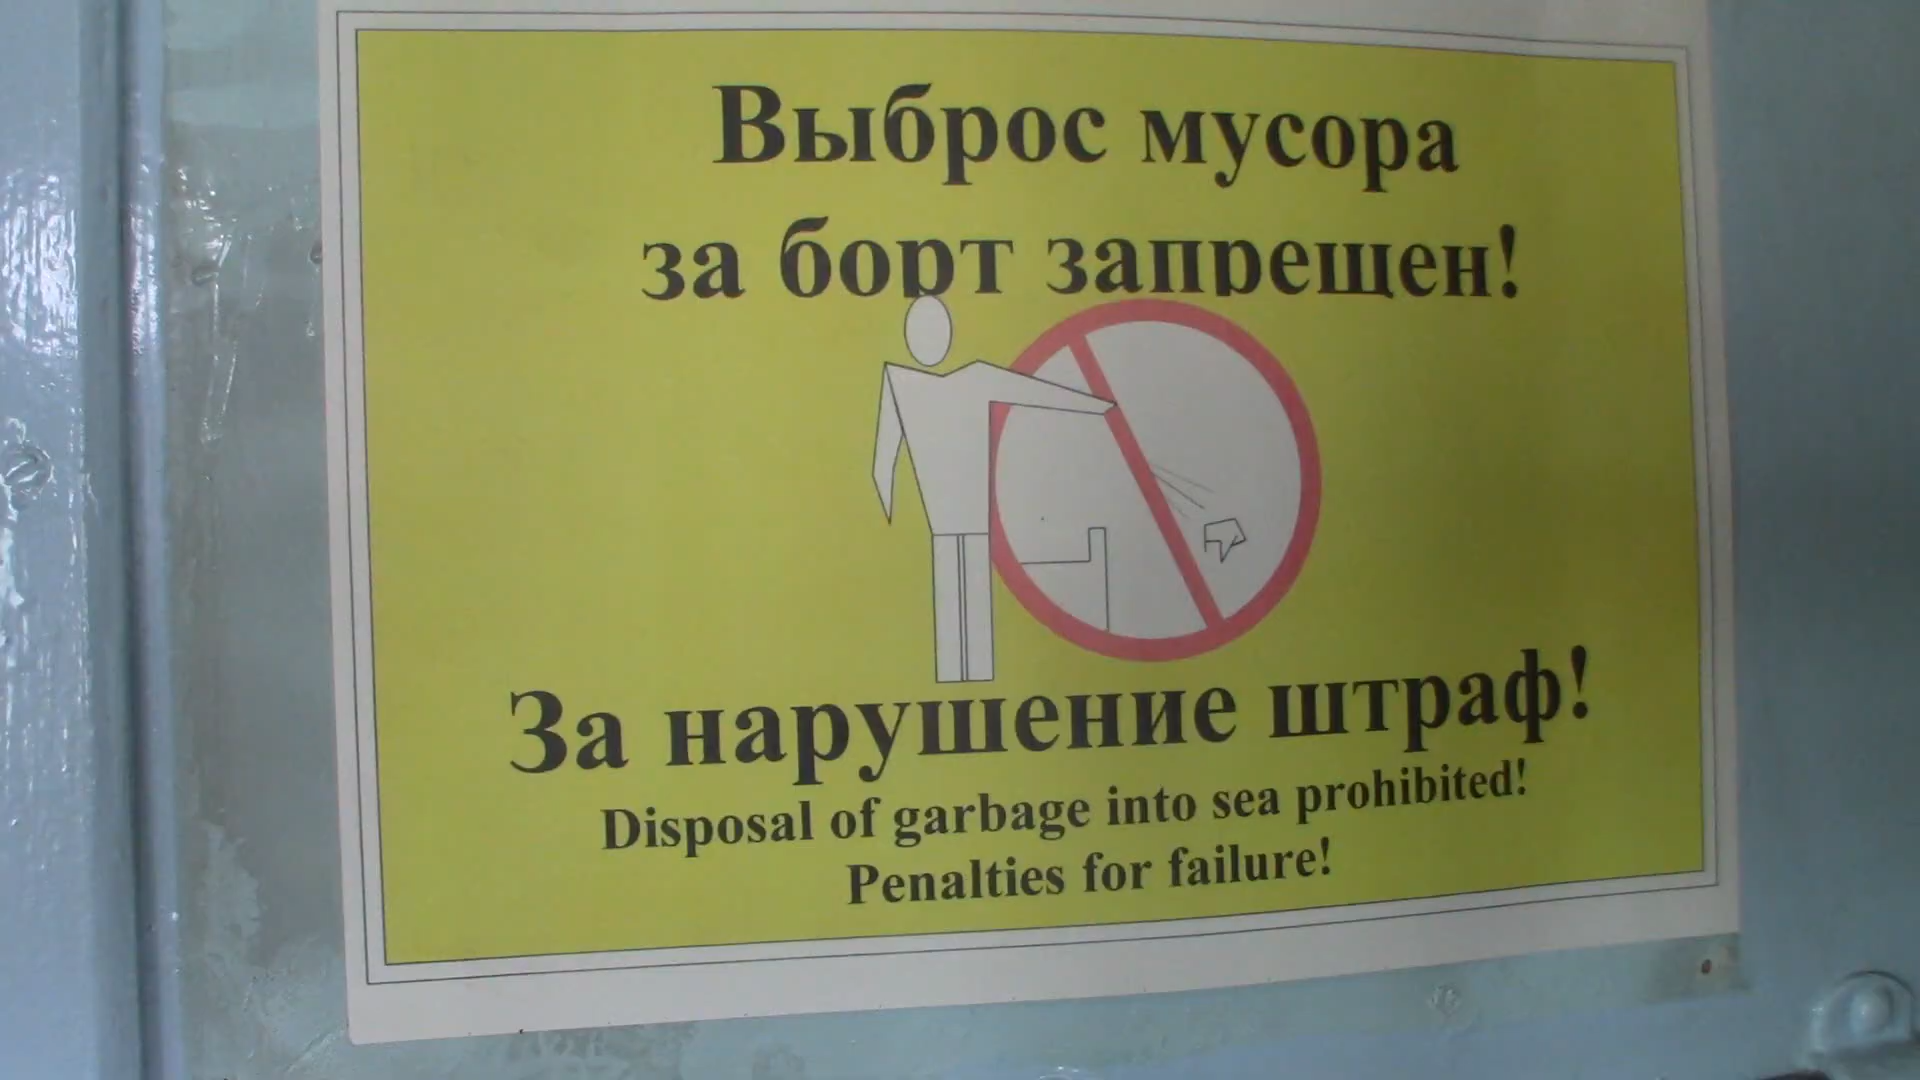 Выброс мусора
за борт запрещен!
За нарушение штраф!
Disposal of garbage into sea prohibited!
Penalties for failure!